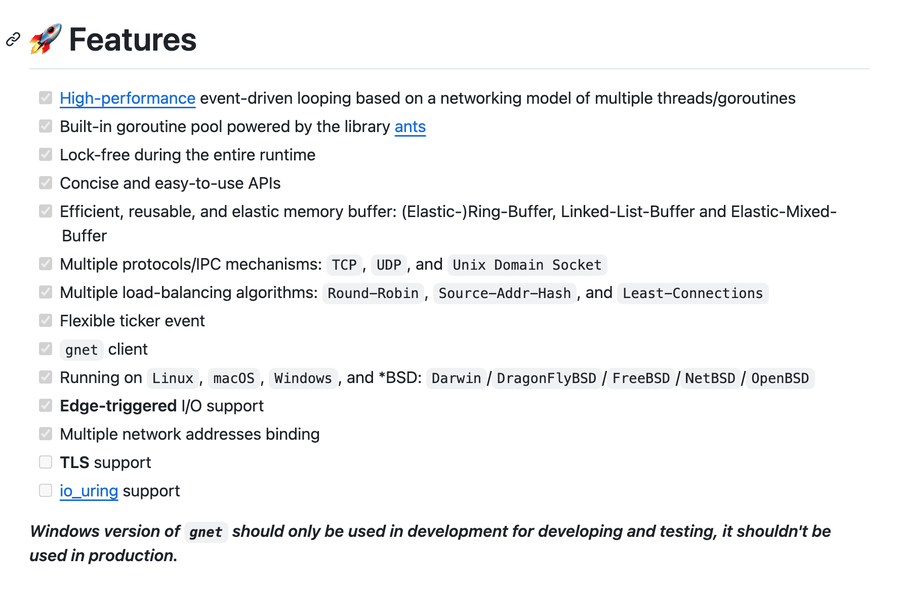 🚀 Features
High-performance event-driven looping based on a networking model of multiple threads/goroutines
Built-in goroutine pool powered by the library ants
Lock-free during the entire runtime
Concise and easy-to-use APIs
Efficient, reusable, and elastic memory buffer: (Elastic-)Ring-Buffer, Linked-List-Buffer and Elastic-Mixed-
Buffer
Multiple protocols/IPC mechanisms: TCP, UDP, and Unix Domain Socket
Multiple load-balancing algorithms: Round-Robin, Source-Addr-Hash, and Least-Connections
Flexible ticker event
gnet client
Running on Linux, macOS, Windows, and *BSD: Darwin / DragonFlyBSD / FreeBSD / NetBSD / OpenBSD
Edge-triggered I/O support
Multiple network addresses binding
TLS support
io_uring support
Windows version of gnet should only be used in development for developing and testing, it shouldn't be
used in production.